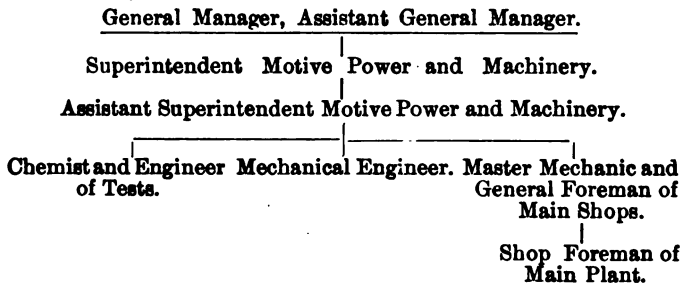 General Manager, Assistant General Manager.
Superintendent Motive Power and Machinery.
Assistant Superintendent Motive Power and Machinery.
Chemist and Engineer of Tests.
Mechanical Engineer.
Master Mechanic and General Foreman of Main Shops.
Shop Foreman of Main Plant.